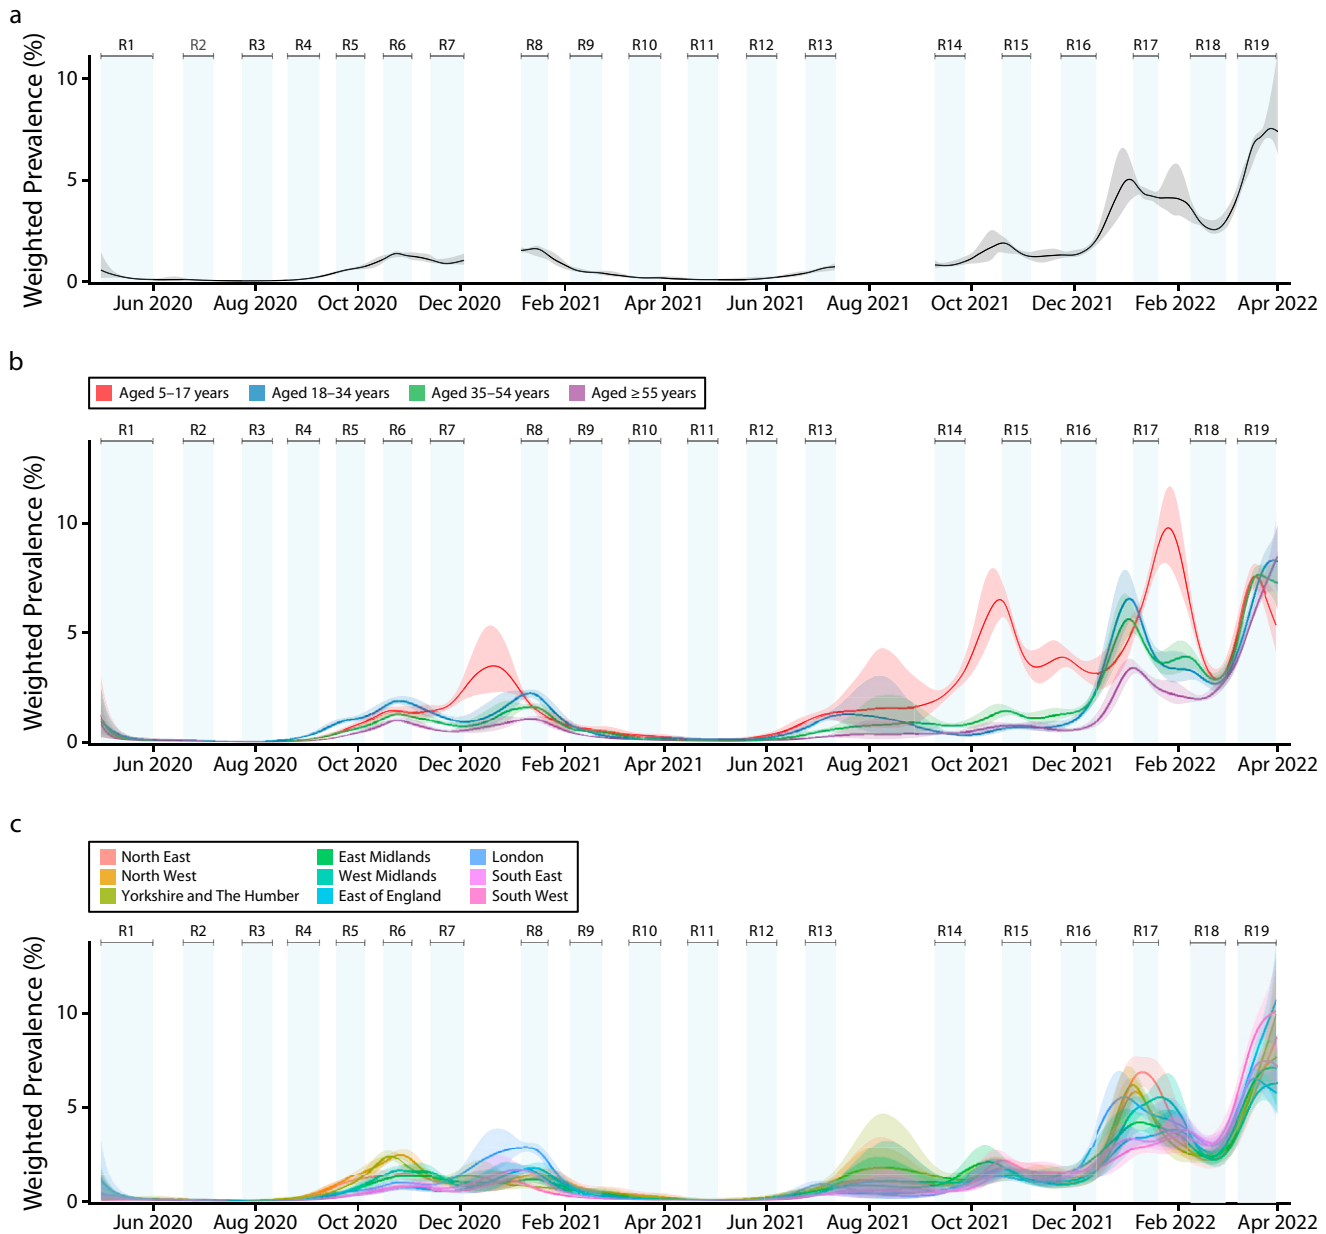 a
R1 R2 R3 R4 R5 R6 R7 R8 R9 R10 R11 R12 R13 R14 R15 R16 R17 R18 R19
Weighted Prevalence (%)
10
5
0
Jun 2020 Aug 2020 Oct 2020 Dec 2020 Feb 2021 Apr 2021 Jun 2021 Aug 2021 Oct 2021 Dec 2021 Feb 2022 Apr 2022
b
Aged 5–17 years Aged 18–34 years Aged 35–54 years Aged ≥55 years
R1 R2 R3 R4 R5 R6 R7 R8 R9 R10 R11 R12 R13 R14 R15 R16 R17 R18 R19
Weighted Prevalence (%)
10
5
0
Jun 2020 Aug 2020 Oct 2020 Dec 2020 Feb 2021 Apr 2021 Jun 2021 Aug 2021 Oct 2021 Dec 2021 Feb 2022 Apr 2022
c
North East East Midlands London
North West West Midlands South East
Yorkshire and The Humber East of England South West
R1 R2 R3 R4 R5 R6 R7 R8 R9 R10 R11 R12 R13 R14 R15 R16 R17 R18 R19
Weighted Prevalence (%)
10
5
0
Jun 2020 Aug 2020 Oct 2020 Dec 2020 Feb 2021 Apr 2021 Jun 2021 Aug 2021 Oct 2021 Dec 2021 Feb 2022 Apr 2022